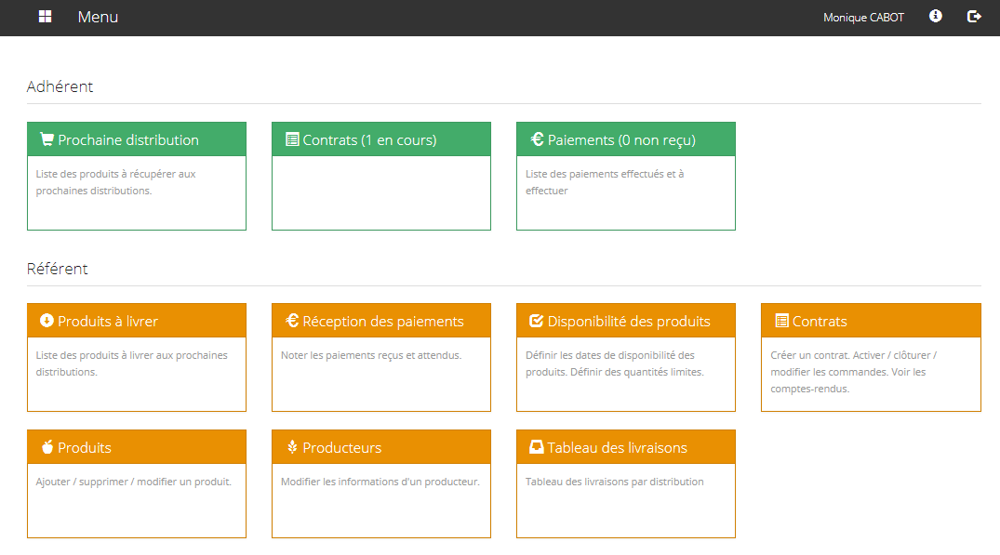 Menu
Monique CABOT
Adhérent
Prochaine distribution
Liste des produits à récupérer aux
prochaines distributions.
Contrats (1 en cours)
Paiements (0 non reçu)
Liste des paiements effectués et à
effectuer
Référent
Produits à livrer
Liste des produits à livrer aux prochaines
distributions.
Réception des paiements
Noter les paiements reçus et attendus.
Disponibilité des produits
Définir les dates de disponibilité des
produits. Définir des quantités limites.
Contrats
Créer un contrat. Activer / clôturer /
modifier les commandes. Voir les
comptes-rendus.
Produits
Ajouter / supprimer / modifier un produit.
Producteurs
Modifier les informations d'un producteur.
Tableau des livraisons
Tableau des livraisons par distribution